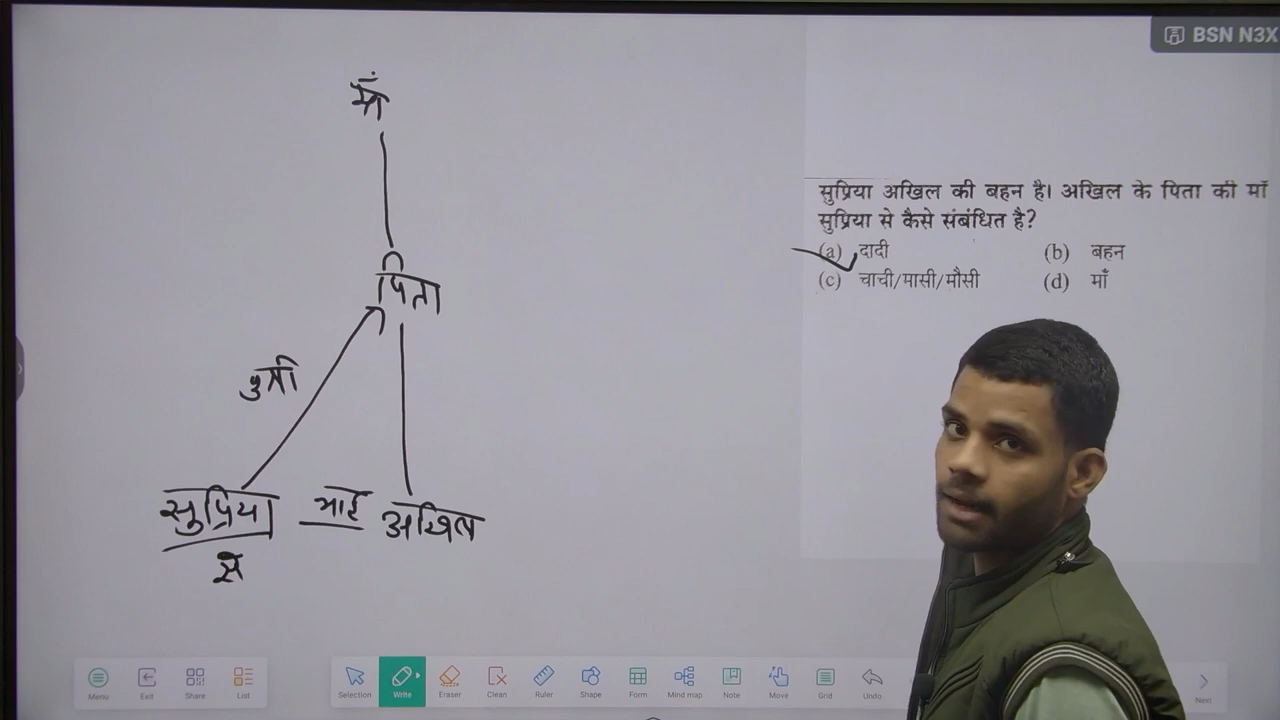 BSN N3X
माँ
पिता
पुत्री
सुप्रिया भाई अखिल
से
सुप्रिया अखिल की बहन है। अखिल के पिता की माँ
सुप्रिया से कैसे संबंधित है?
(a) दादी (b) बहन
(c) चाची/मासी/मौसी (d) माँ
Menu Exit Share List Selection Write Eraser Clean Ruler Shape Form Mind map Note Move Grid Undo Next